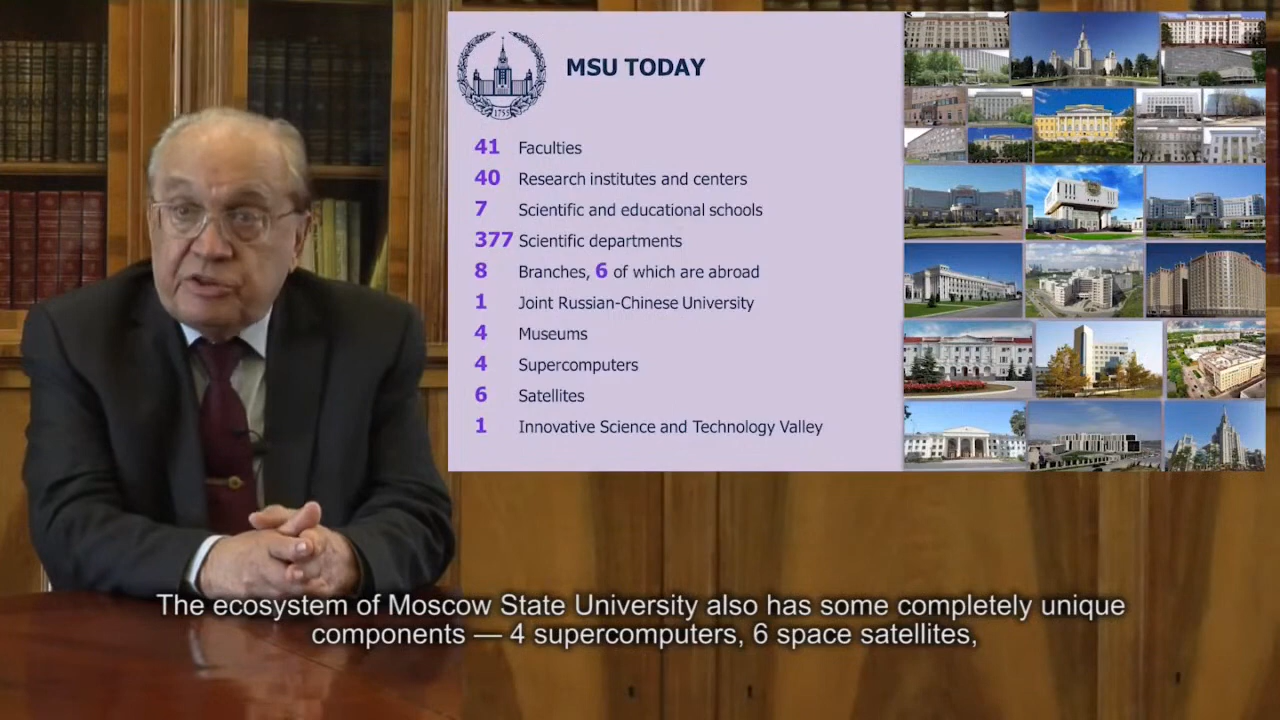 MSU TODAY
1755
41 Faculties
40 Research institutes and centers
7 Scientific and educational schools
377 Scientific departments
8 Branches, 6 of which are abroad
1 Joint Russian-Chinese University
4 Museums
4 Supercomputers
6 Satellites
1 Innovative Science and Technology Valley
The ecosystem of Moscow State University also has some completely unique
components — 4 supercomputers, 6 space satellites,